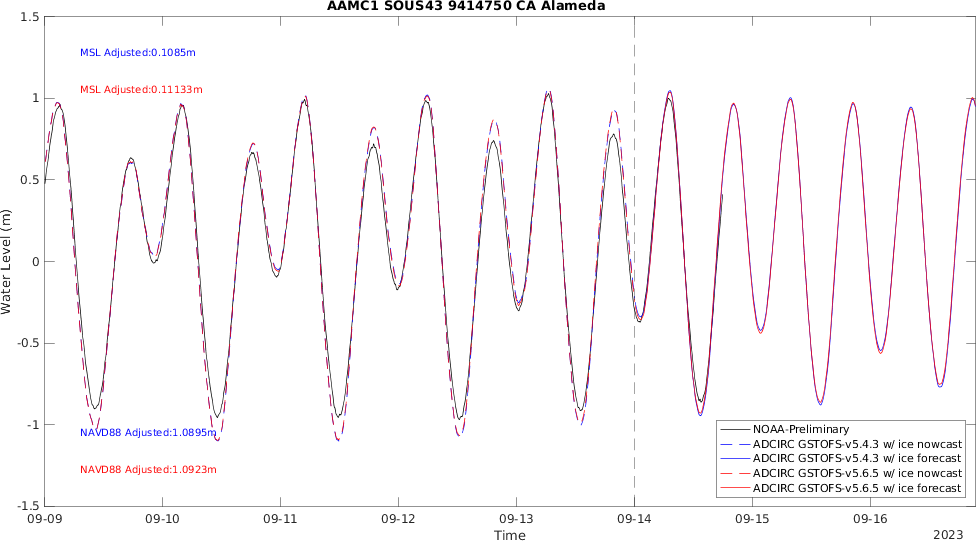 AAMC1 SOUS43 9414750 CA Alameda
1.5
MSL Adjusted:0.1085m
MSL Adjusted:0.11133m
1
0.5
Water Level (m)
0
-0.5
-1
NAVD88 Adjusted:1.0895m
NAVD88 Adjusted:1.0923m
-1.5
NOAA-Preliminary
ADCIRC GSTOFS-v5.4.3 w/ ice nowcast
ADCIRC GSTOFS-v5.4.3 w/ ice forecast
ADCIRC GSTOFS-v5.6.5 w/ ice nowcast
ADCIRC GSTOFS-v5.6.5 w/ ice forecast
09-09 09-10 09-11 09-12 09-13 09-14 09-15 09-16
Time
2023